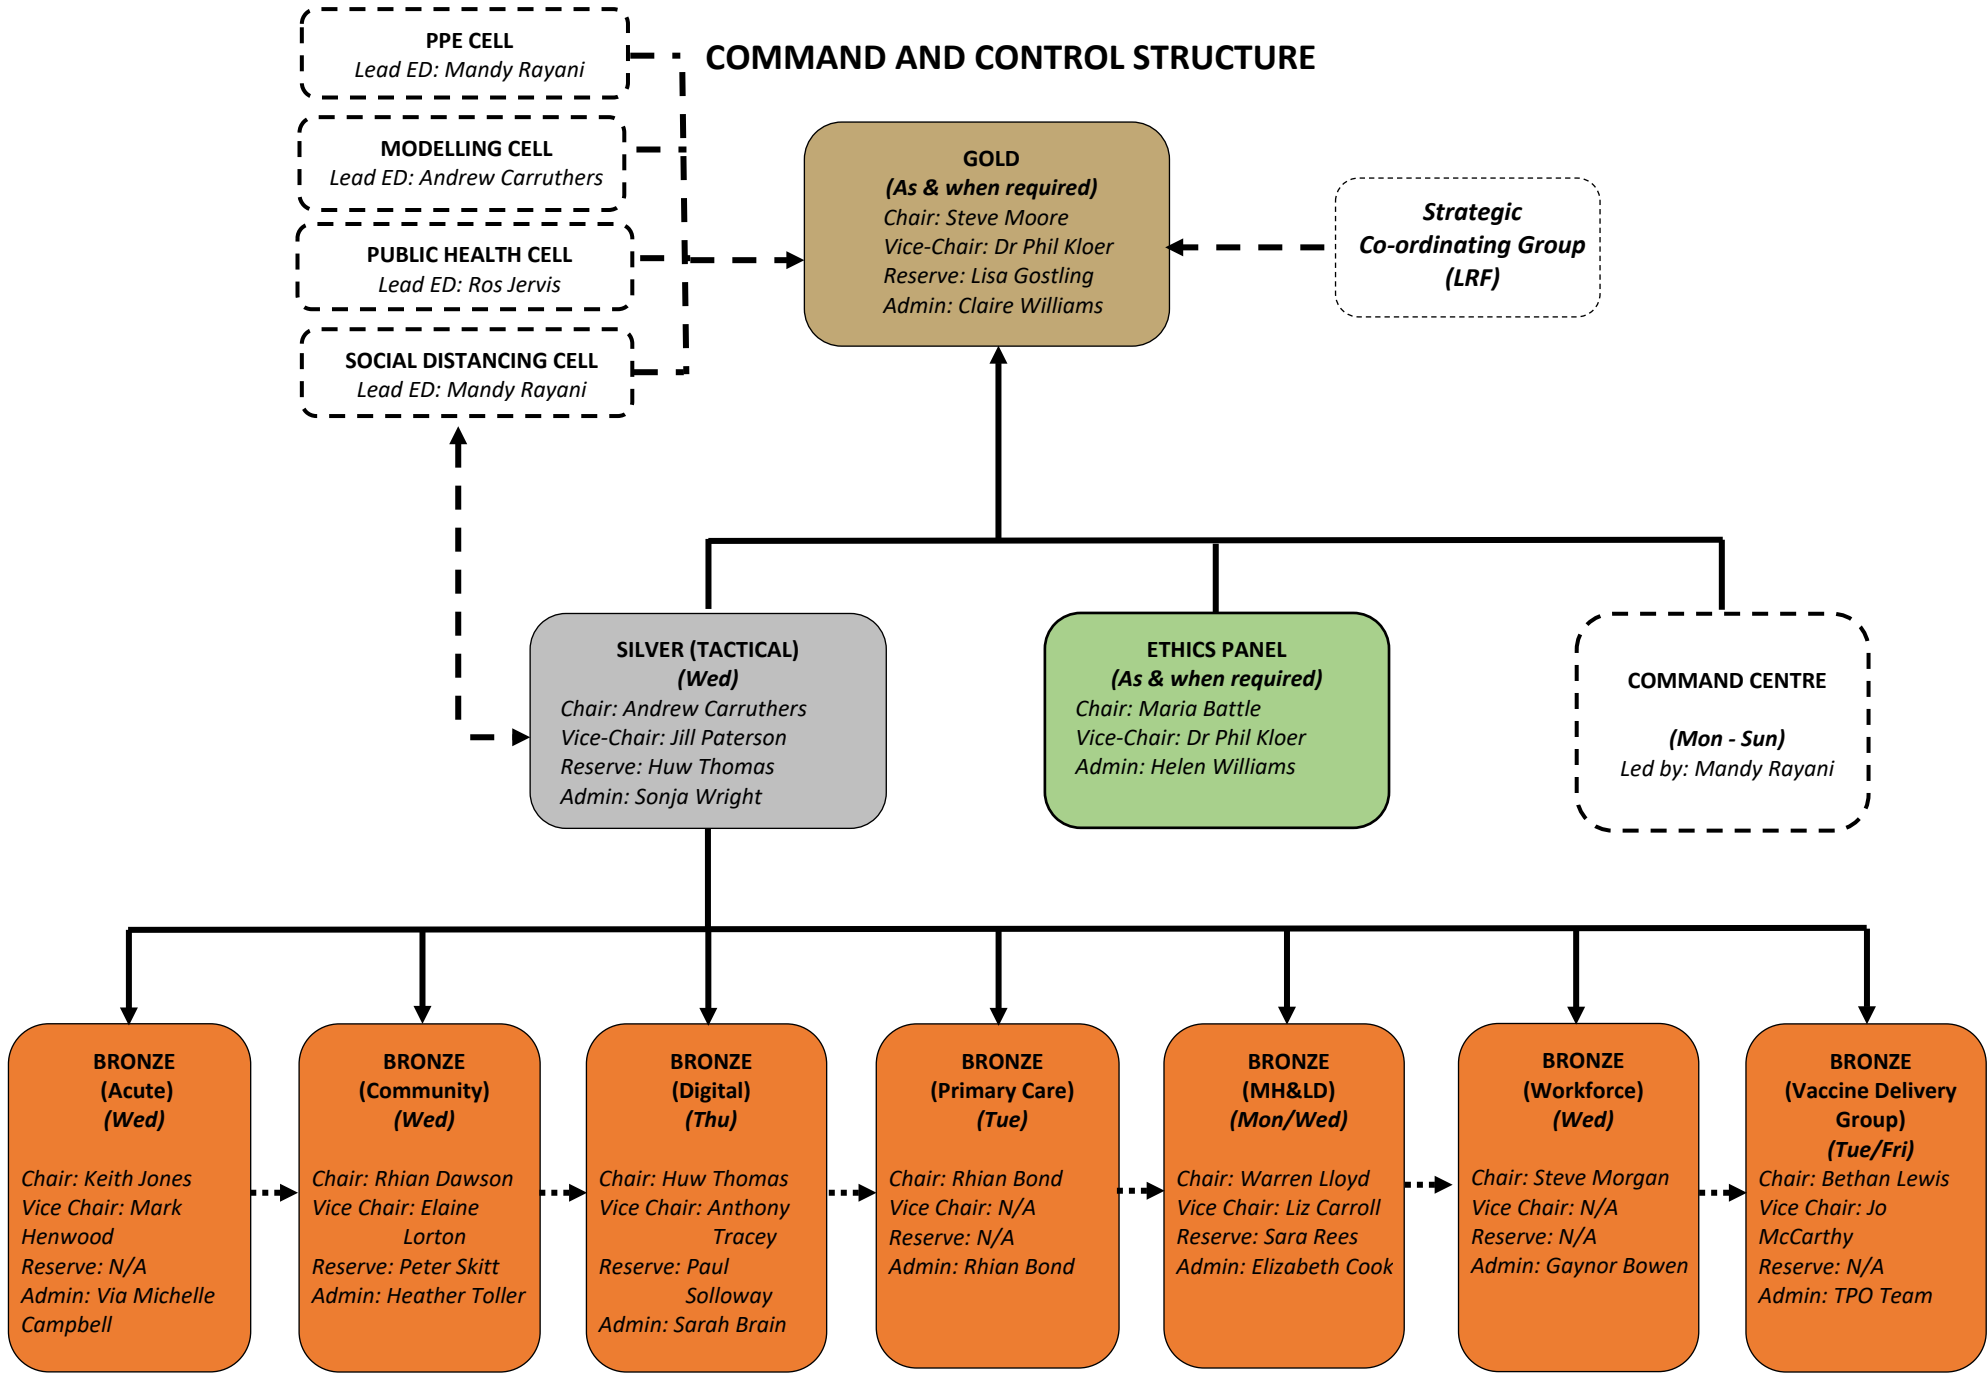 COMMAND AND CONTROL STRUCTURE
PPE CELL
Lead ED: Mandy Rayani
MODELLING CELL
Lead ED: Andrew Carruthers
PUBLIC HEALTH CELL
Lead ED: Ros Jervis
SOCIAL DISTANCING CELL
Lead ED: Mandy Rayani
GOLD
(As & when required)
Chair: Steve Moore
Vice-Chair: Dr Phil Kloer
Reserve: Lisa Gostling
Admin: Claire Williams
Strategic
Co-ordinating Group
(LRF)
SILVER (TACTICAL)
(Wed)
Chair: Andrew Carruthers
Vice-Chair: Jill Paterson
Reserve: Huw Thomas
Admin: Sonja Wright
ETHICS PANEL
(As & when required)
Chair: Maria Battle
Vice-Chair: Dr Phil Kloer
Admin: Helen Williams
COMMAND CENTRE
(Mon - Sun)
Led by: Mandy Rayani
BRONZE
(Acute)
(Wed)
Chair: Keith Jones
Vice Chair: Mark
Henwood
Reserve: N/A
Admin: Via Michelle
Campbell
BRONZE
(Community)
(Wed)
Chair: Rhian Dawson
Vice Chair: Elaine
Lorton
Reserve: Peter Skitt
Admin: Heather Toller
BRONZE
(Digital)
(Thu)
Chair: Huw Thomas
Vice Chair: Anthony
Tracey
Reserve: Paul
Solloway
Admin: Sarah Brain
BRONZE
(Primary Care)
(Tue)
Chair: Rhian Bond
Vice Chair: N/A
Reserve: N/A
Admin: Rhian Bond
BRONZE
(MH&LD)
(Mon/Wed)
Chair: Warren Lloyd
Vice Chair: Liz Carroll
Reserve: Sara Rees
Admin: Elizabeth Cook
BRONZE
(Workforce)
(Wed)
Chair: Steve Morgan
Vice Chair: N/A
Reserve: N/A
Admin: Gaynor Bowen
BRONZE
(Vaccine Delivery
Group)
(Tue/Fri)
Chair: Bethan Lewis
Vice Chair: Jo
McCarthy
Reserve: N/A
Admin: TPO Team